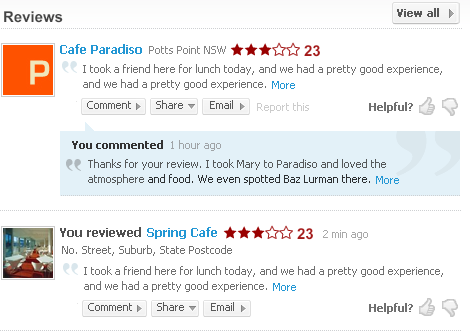 Reviews
View all
P
Cafe Paradiso Potts Point NSW 23
I took a friend here for lunch today, and we had a pretty good experience,
and we had a pretty good experience. More
Comment Share Email Report this Helpful?
You commented 1 hour ago
Thanks for your review. I took Mary to Paradiso and loved the
atmosphere and food. We even spotted Baz Lurman there. More
You reviewed Spring Cafe 23 2 min ago
No. Street, Suburb, State Postcode
I took a friend here for lunch today, and we had a pretty good experience,
and we had a pretty good experience. More
Comment Share Email Helpful?